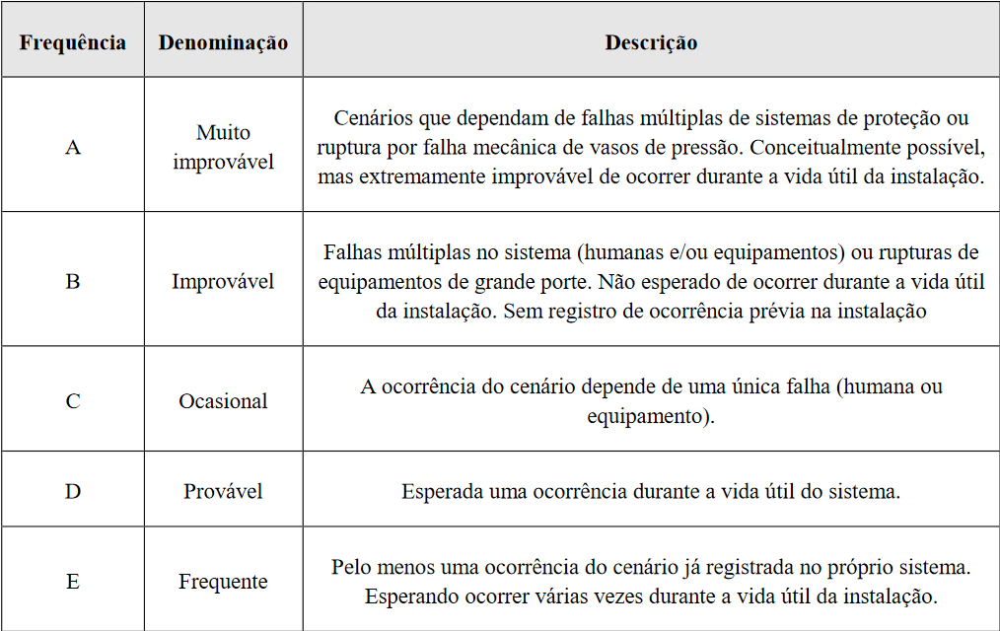 Frequência Denominação Descrição
A
Muito
improvável
Cenários que dependam de falhas múltiplas de sistemas de proteção ou
ruptura por falha mecânica de vasos de pressão. Conceitualmente possível,
mas extremamente improvável de ocorrer durante a vida útil da instalação.
B
Improvável
Falhas múltiplas no sistema (humanas e/ou equipamentos) ou rupturas de
equipamentos de grande porte. Não esperado de ocorrer durante a vida útil
da instalação. Sem registro de ocorrência prévia na instalação
C
Ocasional
A ocorrência do cenário depende de uma única falha (humana ou
equipamento).
D
Provável
Esperada uma ocorrência durante a vida útil do sistema.
E
Frequente
Pelo menos uma ocorrência do cenário já registrada no próprio sistema.
Esperando ocorrer várias vezes durante a vida útil da instalação.